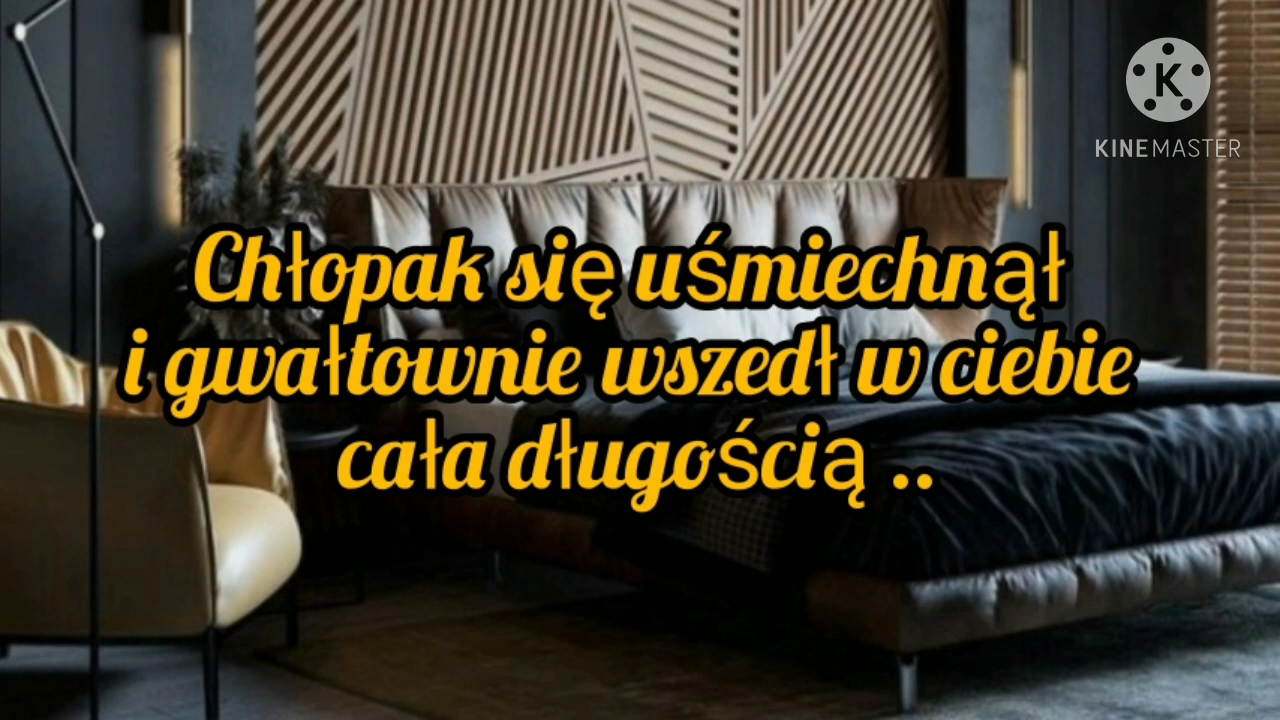 KINEMASTER
Chłopak się uśmiechnął
i gwałtownie wszedł w ciebie
cała długością ..